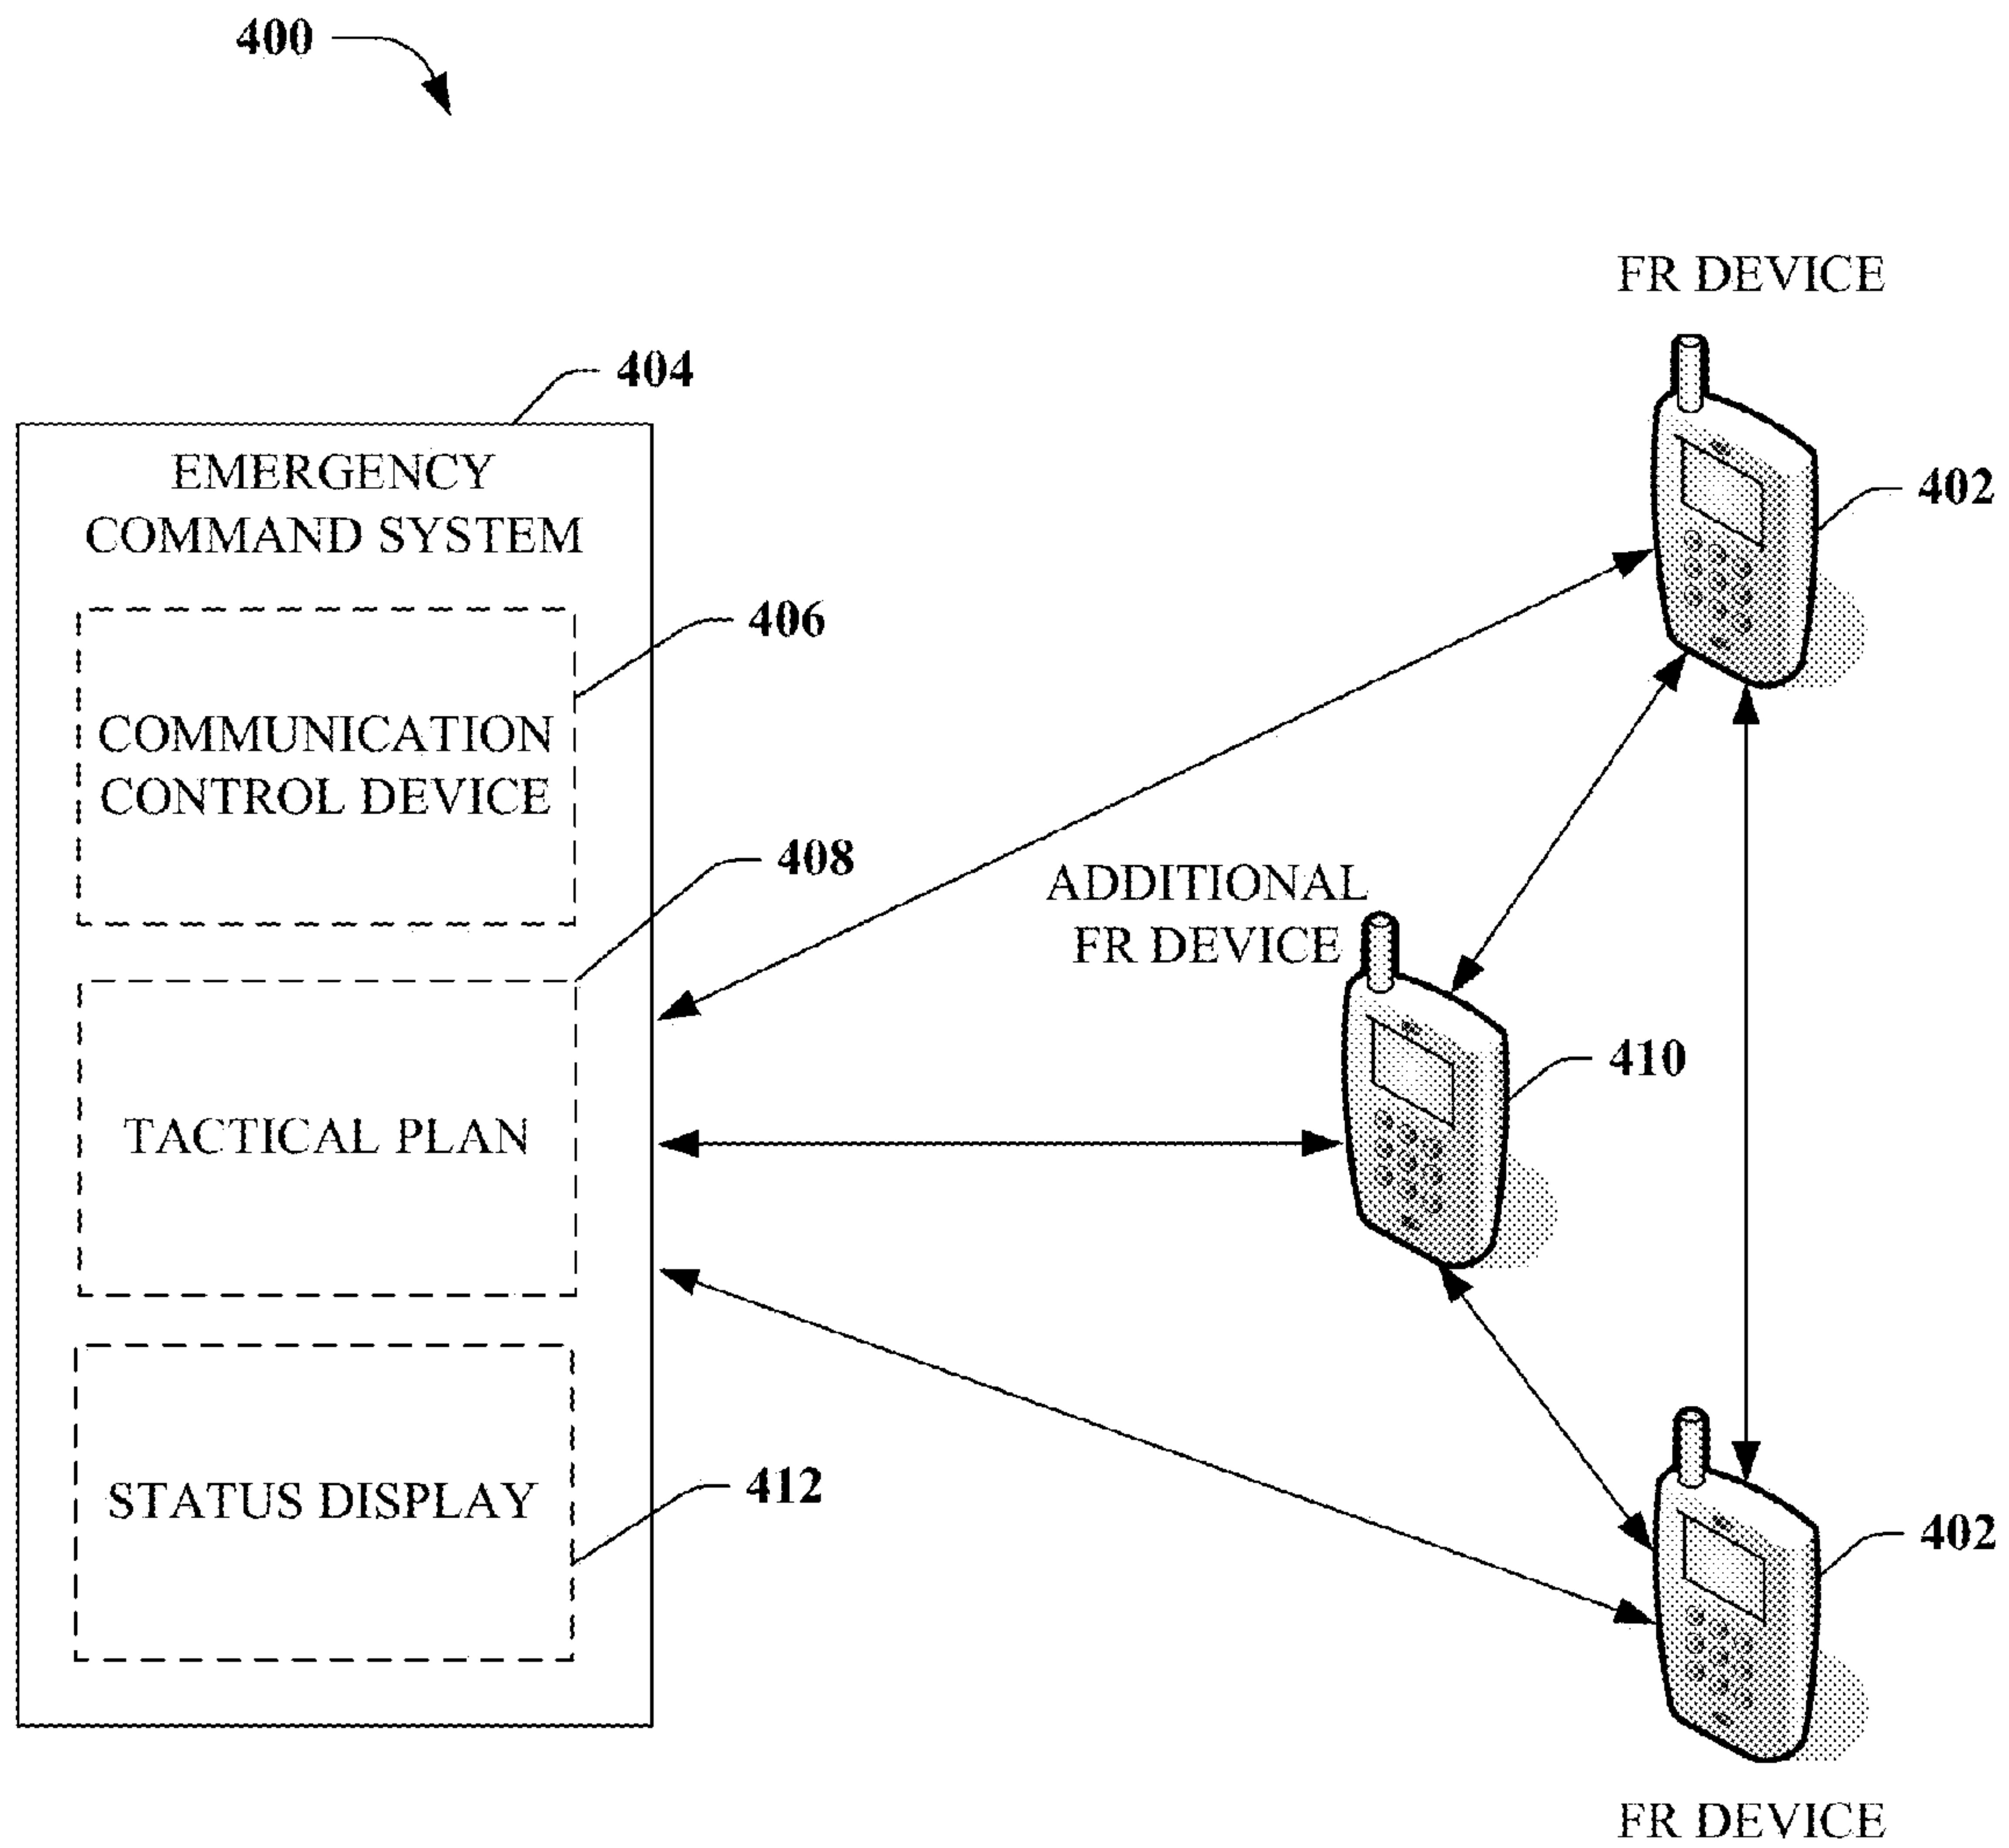 400
FR DEVICE
404
EMERGENCY
COMMAND SYSTEM
402
406
COMMUNICATION
CONTROL DEVICE
408
ADDITIONAL
FR DEVICE
410
TACTICAL PLAN
412
STATUS DISPLAY
402
FR DEVICE